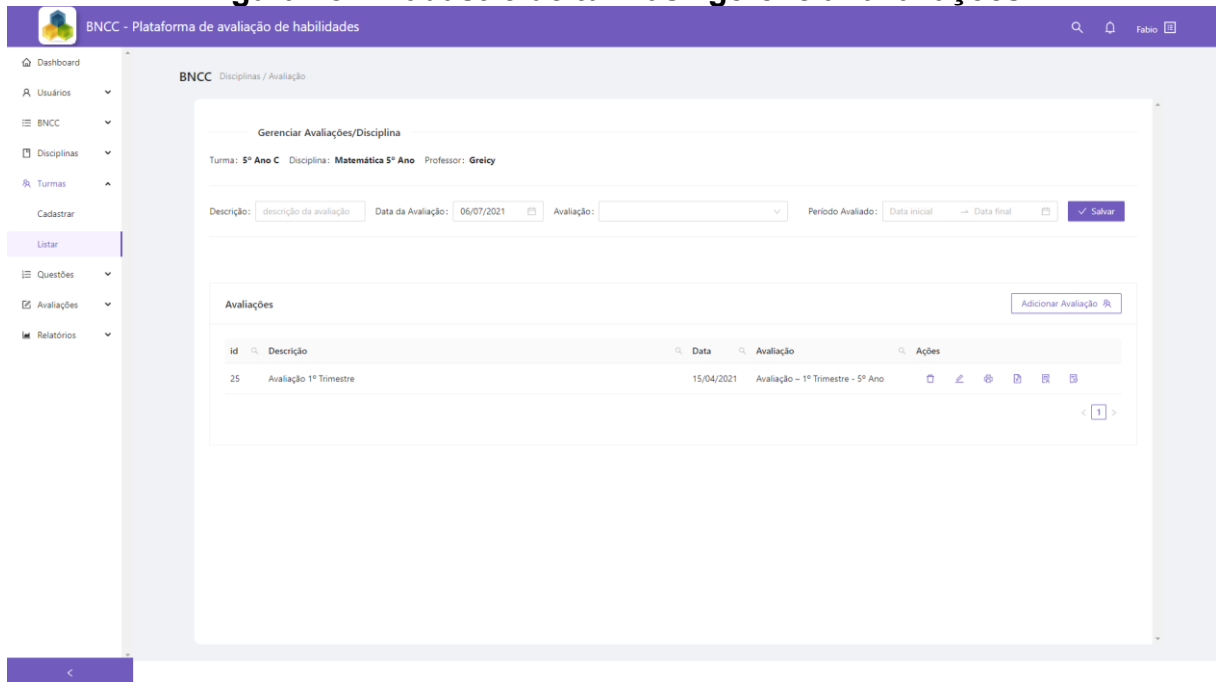 BNCC - Plataforma de avaliação de habilidades
Fabio
Dashboard
Usuários
BNCC
Disciplinas
Turmas
Cadastrar
Listar
Questões
Avaliações
Relatórios
BNCC Disciplinas / Avaliação
Gerenciar Avaliações/Disciplina
Turma: 5º Ano C Disciplina: Matemática 5º Ano Professor: Greicy
Descrição: descrição da avaliação Data da Avaliação: 06/07/2021 Avaliação: Período Avaliado: Data inicial → Data final Salvar
Avaliações Adicionar Avaliação
id Descrição Data Avaliação Ações
25 Avaliação 1º Trimestre 15/04/2021 Avaliação – 1º Trimestre - 5º Ano
< 1 >
<